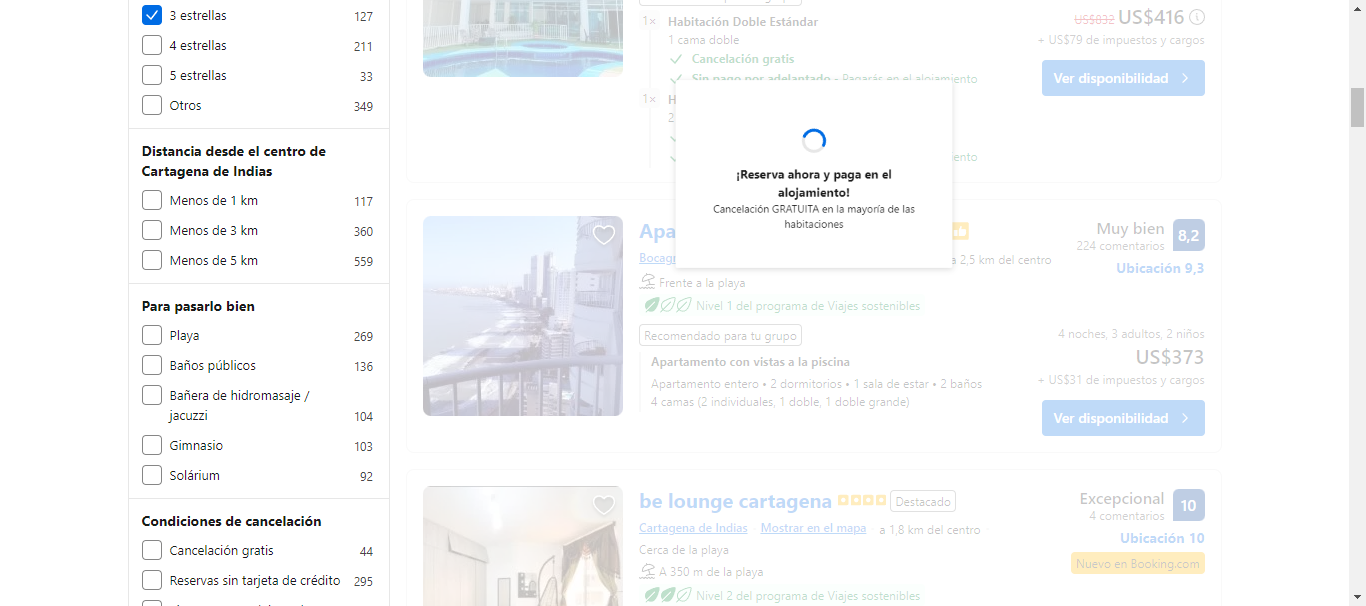 3 estrellas 127
4 estrellas 211
5 estrellas 33
Otros 349
Distancia desde el centro de
Cartagena de Indias
Menos de 1 km 117
Menos de 3 km 360
Menos de 5 km 559
Para pasarlo bien
Playa 269
Baños públicos 136
Bañera de hidromasaje /
jacuzzi 104
Gimnasio 103
Solárium 92
Condiciones de cancelación
Cancelación gratis 44
Reservas sin tarjeta de crédito 295
1× Habitación Doble Estándar
1 cama doble
Cancelación gratis
Sin pago por adelantado - Pagarás en el alojamiento
1× H
2
US$832 US$416
+ US$79 de impuestos y cargos
Ver disponibilidad
¡Reserva ahora y paga en el
alojamiento!
Cancelación GRATUITA en la mayoría de las
habitaciones
a 2,5 km del centro
Frente a la playa
Nivel 1 del programa de Viajes sostenibles
Recomendado para tu grupo
Apartamento con vistas a la piscina
Apartamento entero • 2 dormitorios • 1 sala de estar • 2 baños
4 camas (2 individuales, 1 doble, 1 doble grande)
Muy bien 8,2
224 comentarios
Ubicación 9,3
4 noches, 3 adultos, 2 niños
US$373
+ US$31 de impuestos y cargos
Ver disponibilidad
be lounge cartagena Destacado
Cartagena de Indias Mostrar en el mapa a 1,8 km del centro
Cerca de la playa
A 350 m de la playa
Nivel 2 del programa de Viajes sostenibles
Excepcional 10
4 comentarios
Ubicación 10
Nuevo en Booking.com